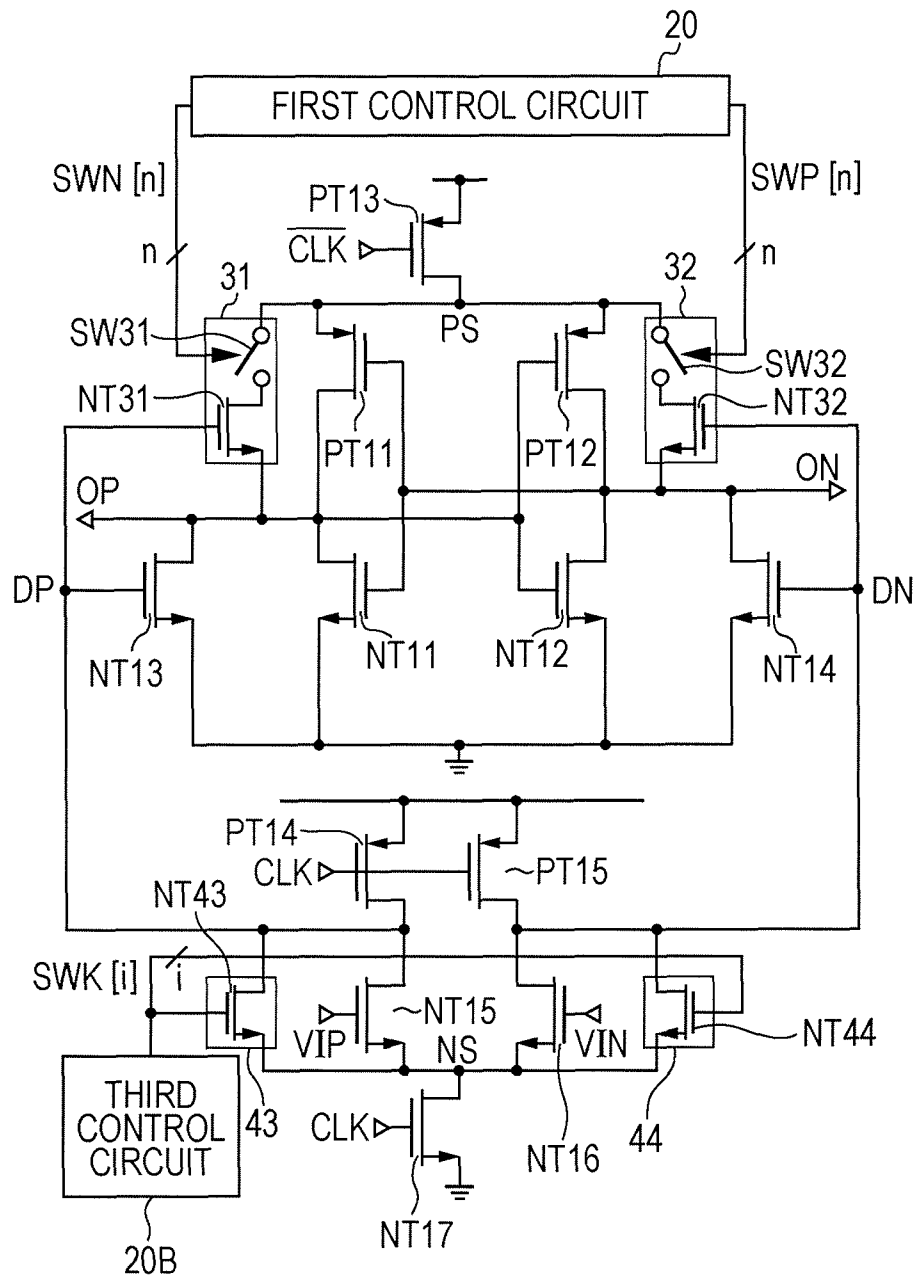 20
FIRST CONTROL CIRCUIT
SWN [n]
SWP [n]
PT13
CLK
n
n
31
32
PS
SW31
SW32
NT31
NT32
PT11
PT12
OP
ON
DP
DN
NT13
NT11
NT12
NT14
PT14
CLK
PT15
NT43
SWK [i]
i
NT15
VIP
NS
VIN
NT44
THIRD
CONTROL
CIRCUIT
43
CLK
NT16
44
NT17
20B